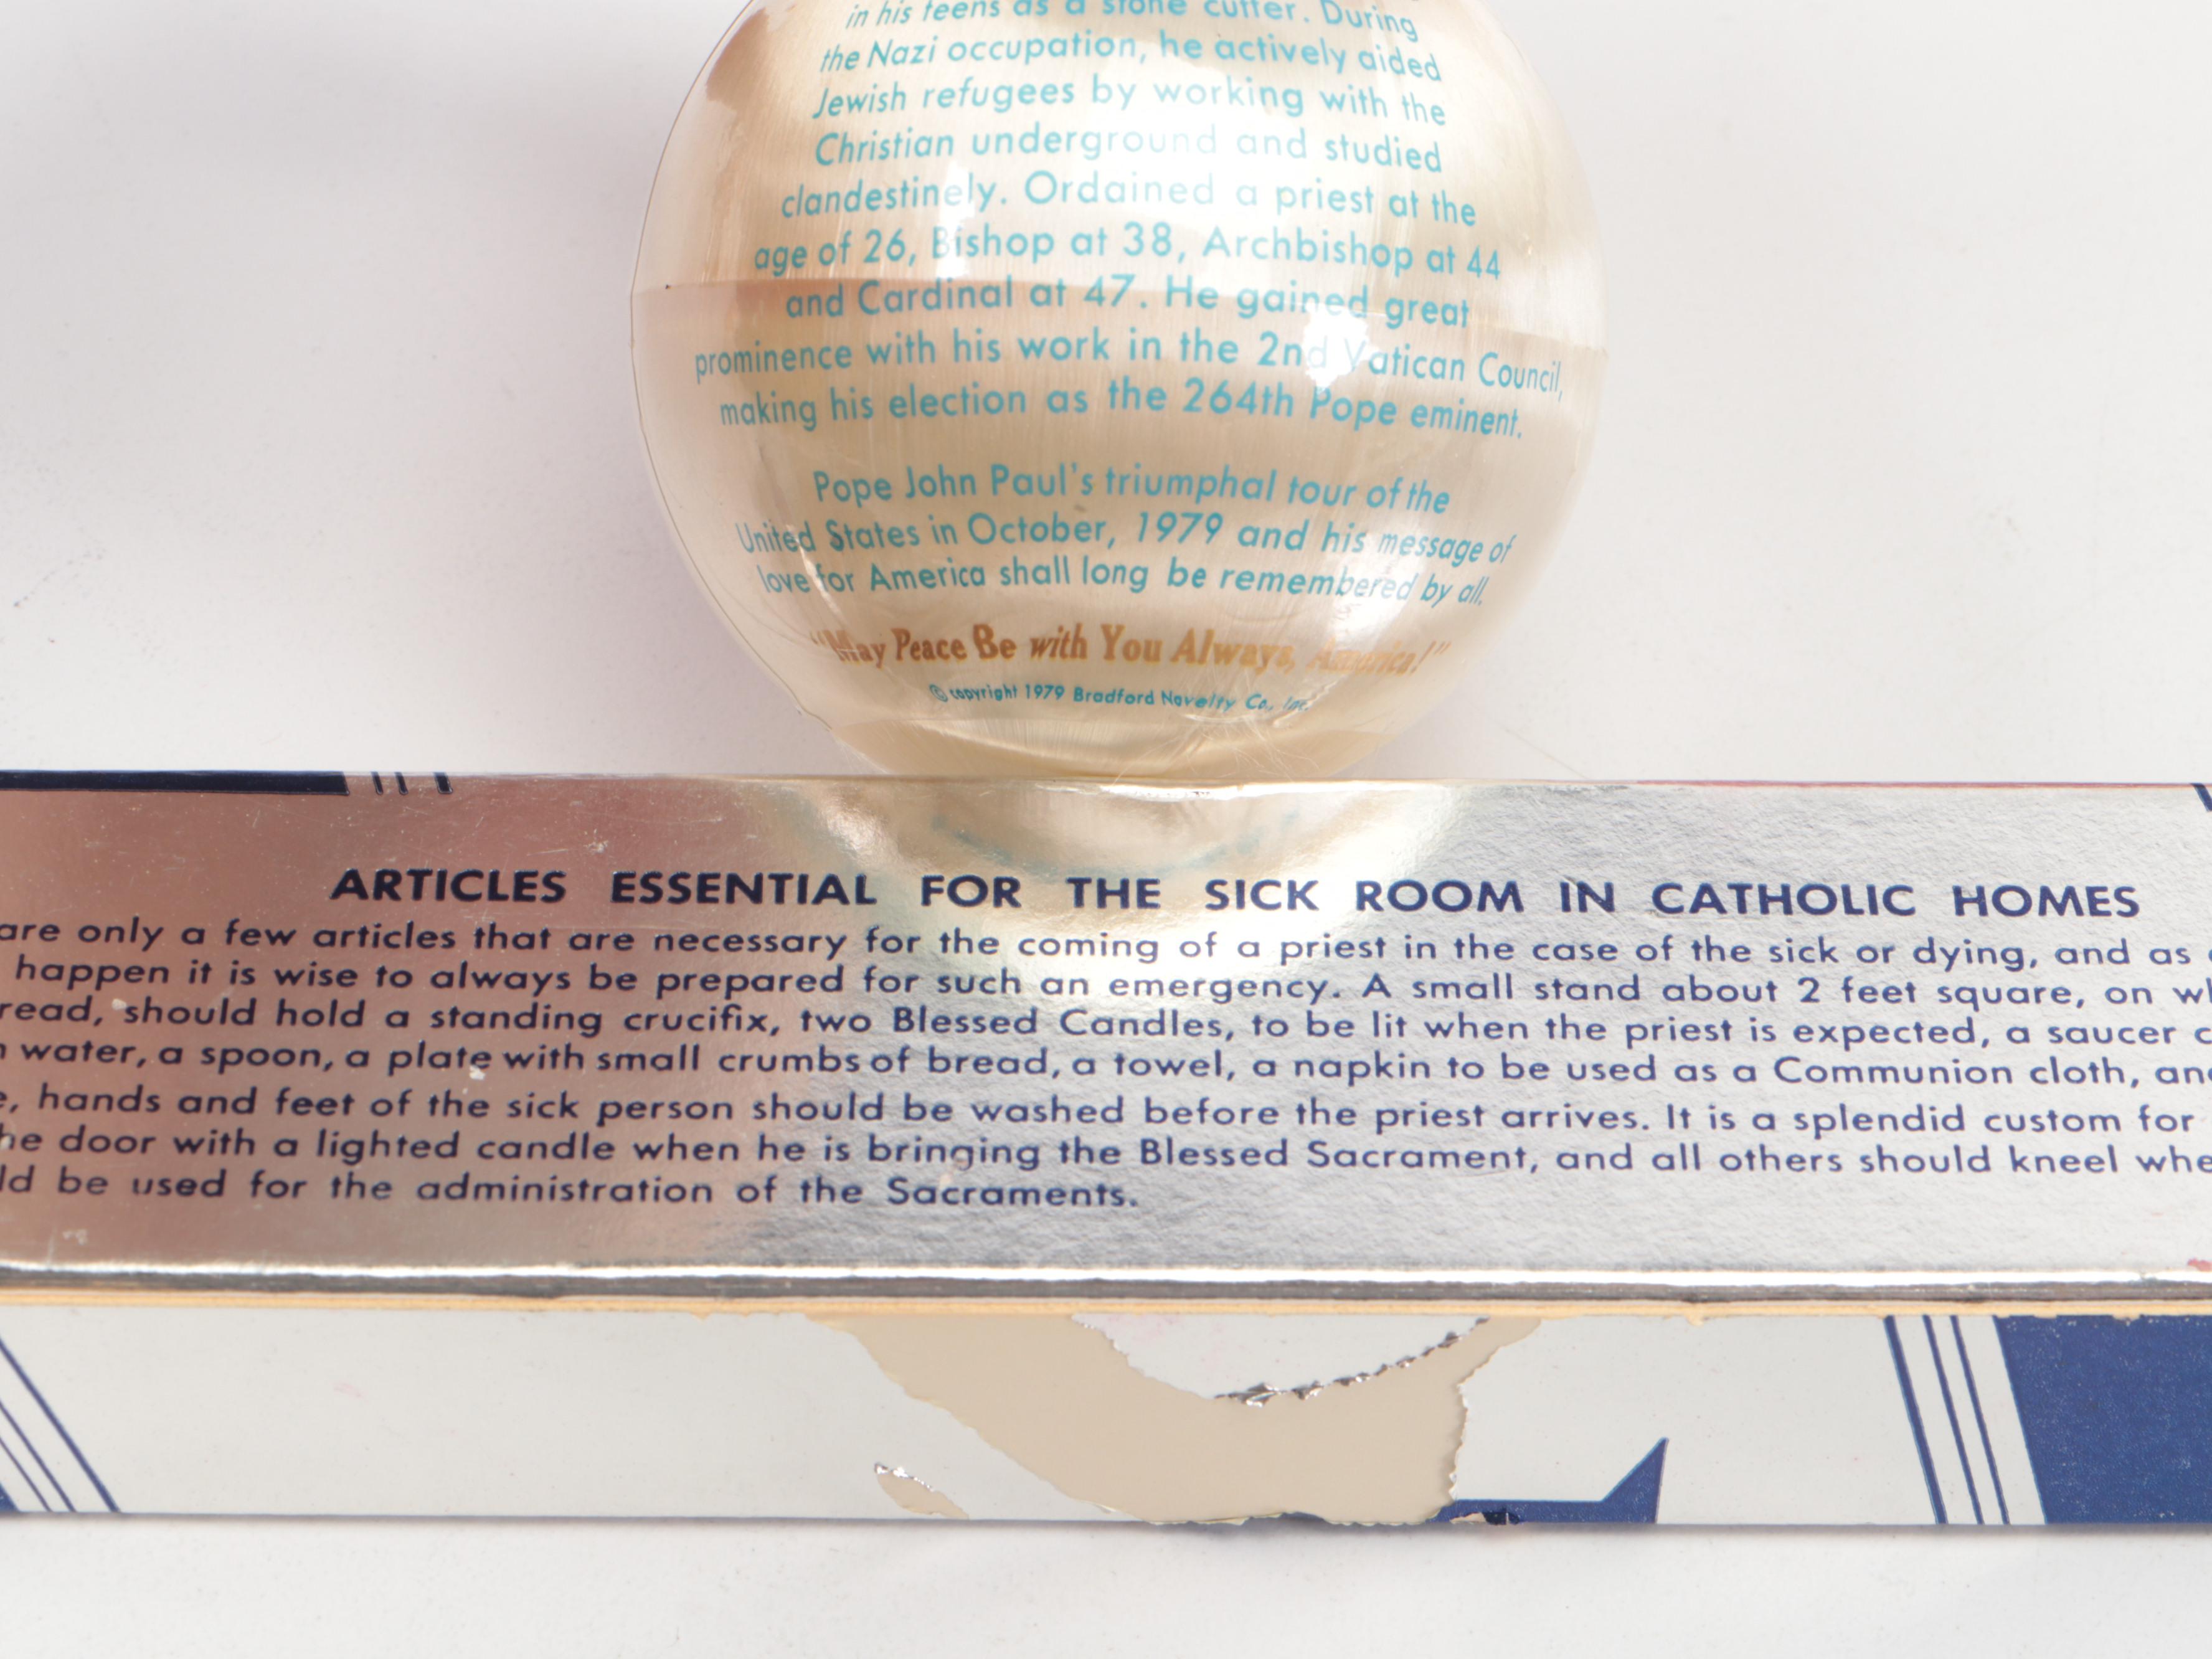 in his teens as a stone cutter. During
the Nazi occupation, he actively aided
Jewish refugees by working with the
Christian underground and studied
clandestinely. Ordained a priest at the
age of 26, Bishop at 38, Archbishop at 44
and Cardinal at 47. He gained great
prominence with his work in the 2nd Vatican Council,
making his election as the 264th Pope eminent.
Pope John Paul's triumphal tour of the
United States in October, 1979 and his message of
love for America shall long be remembered by all.
"May Peace Be with You Always, America!"
© copyright 1979 Bradford Novelty Co., Inc.
ARTICLES ESSENTIAL FOR THE SICK ROOM IN CATHOLIC HOMES
are only a few articles that are necessary for the coming of a priest in the case of the sick or dying, and as
happen it is wise to always be prepared for such an emergency. A small stand about 2 feet square, on
read, should hold a standing crucifix, two Blessed Candles, to be lit when the priest is expected, a saucer
water, a spoon, a plate with small crumbs of bread, a towel, a napkin to be used as a Communion cloth,
hands and feet of the sick person should be washed before the priest arrives. It is a splendid custom for
door with a lighted candle when he is bringing the Blessed Sacrament, and all others should kneel
be used for the administration of the Sacraments.